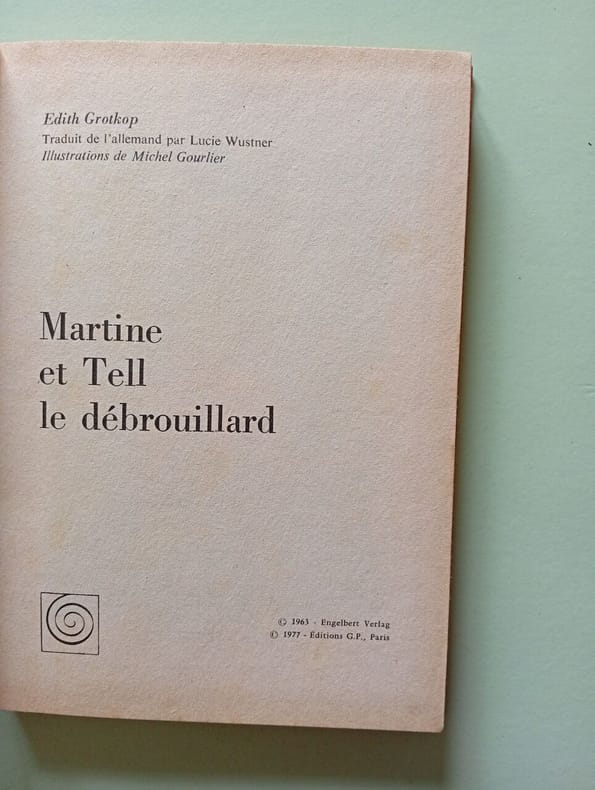 Edith Grotkop
Traduit de l'allemand par Lucie Wustner
Illustrations de Michel Gourlier
Martine
et Tell
le débrouillard
© 1963 - Engelbert Verlag
© 1977 - Éditions G.P., Paris